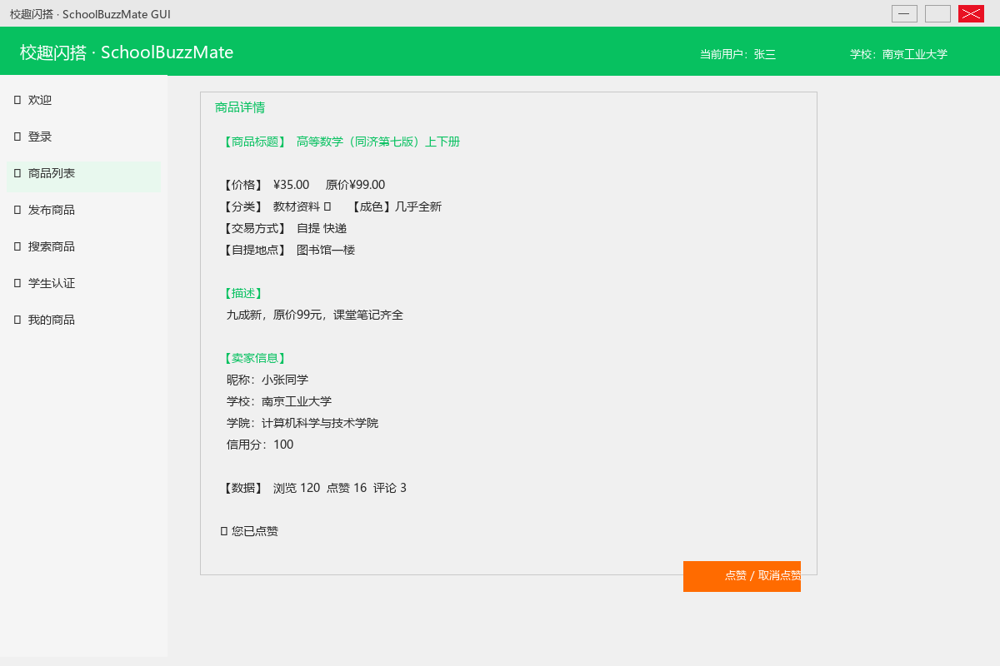 校趣闪搭 · SchoolBuzzMate GUI
校趣闪搭 · SchoolBuzzMate
当前用户：张三
学校：南京工业大学
欢迎
登录
商品列表
发布商品
搜索商品
学生认证
我的商品
商品详情
【商品标题】 高等数学（同济第七版）上下册
【价格】 ¥35.00 原价¥99.00
【分类】 教材资料 【成色】几乎全新
【交易方式】 自提 快递
【自提地点】 图书馆一楼
【描述】
九成新，原价99元，课堂笔记齐全
【卖家信息】
昵称：小张同学
学校：南京工业大学
学院：计算机科学与技术学院
信用分：100
【数据】 浏览 120 点赞 16 评论 3
您已点赞
点赞 / 取消点赞